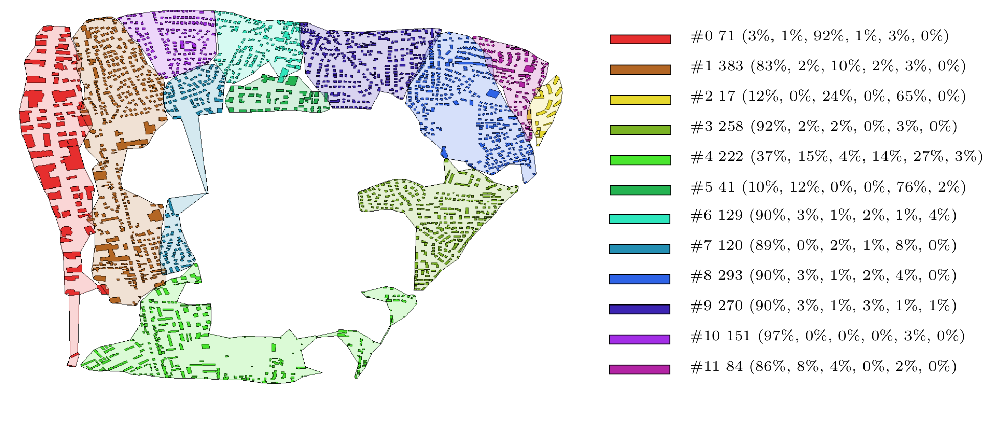 #0 71 (3%, 1%, 92%, 1%, 3%, 0%)
#1 383 (83%, 2%, 10%, 2%, 3%, 0%)
#2 17 (12%, 0%, 24%, 0%, 65%, 0%)
#3 258 (92%, 2%, 2%, 0%, 3%, 0%)
#4 222 (37%, 15%, 4%, 14%, 27%, 3%)
#5 41 (10%, 12%, 0%, 0%, 76%, 2%)
#6 129 (90%, 3%, 1%, 2%, 1%, 4%)
#7 120 (89%, 0%, 2%, 1%, 8%, 0%)
#8 293 (90%, 3%, 1%, 2%, 4%, 0%)
#9 270 (90%, 3%, 1%, 3%, 1%, 1%)
#10 151 (97%, 0%, 0%, 0%, 3%, 0%)
#11 84 (86%, 8%, 4%, 0%, 2%, 0%)